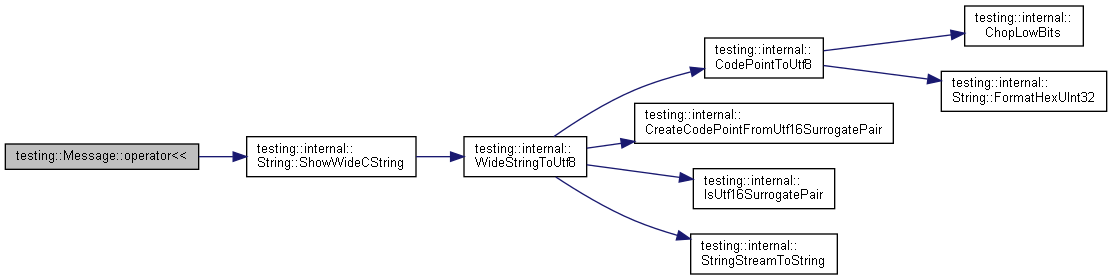 testing::Message::operator<<
testing::internal::
String::ShowWideCString
testing::internal::
WideStringToUtf8
testing::internal::
CodePointToUtf8
testing::internal::
ChopLowBits
testing::internal::
String::FormatHexUInt32
testing::internal::
CreateCodePointFromUtf16SurrogatePair
testing::internal::
IsUtf16SurrogatePair
testing::internal::
StringStreamToString